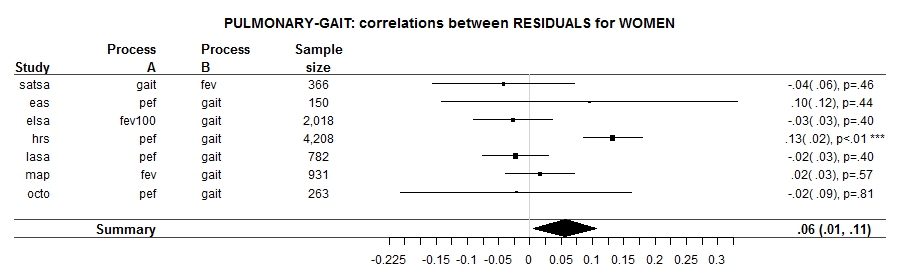 PULMONARY-GAIT: correlations between RESIDUALS for WOMEN
Process Process Sample
Study A B size
satsa gait fev 366 -.04( .06), p=.46
eas pef gait 150 .10( .12), p=.44
elsa fev100 gait 2,018 -.03( .03), p=.40
hrs pef gait 4,208 .13( .02), p<.01 ***
lasa pef gait 782 -.02( .03), p=.40
map fev gait 931 .02( .03), p=.57
octo pef gait 263 -.02( .09), p=.81
Summary .06 (.01, .11)
-0.225 -0.15 -0.1 -0.05 0 0.05 0.1 0.15 0.2 0.25 0.3